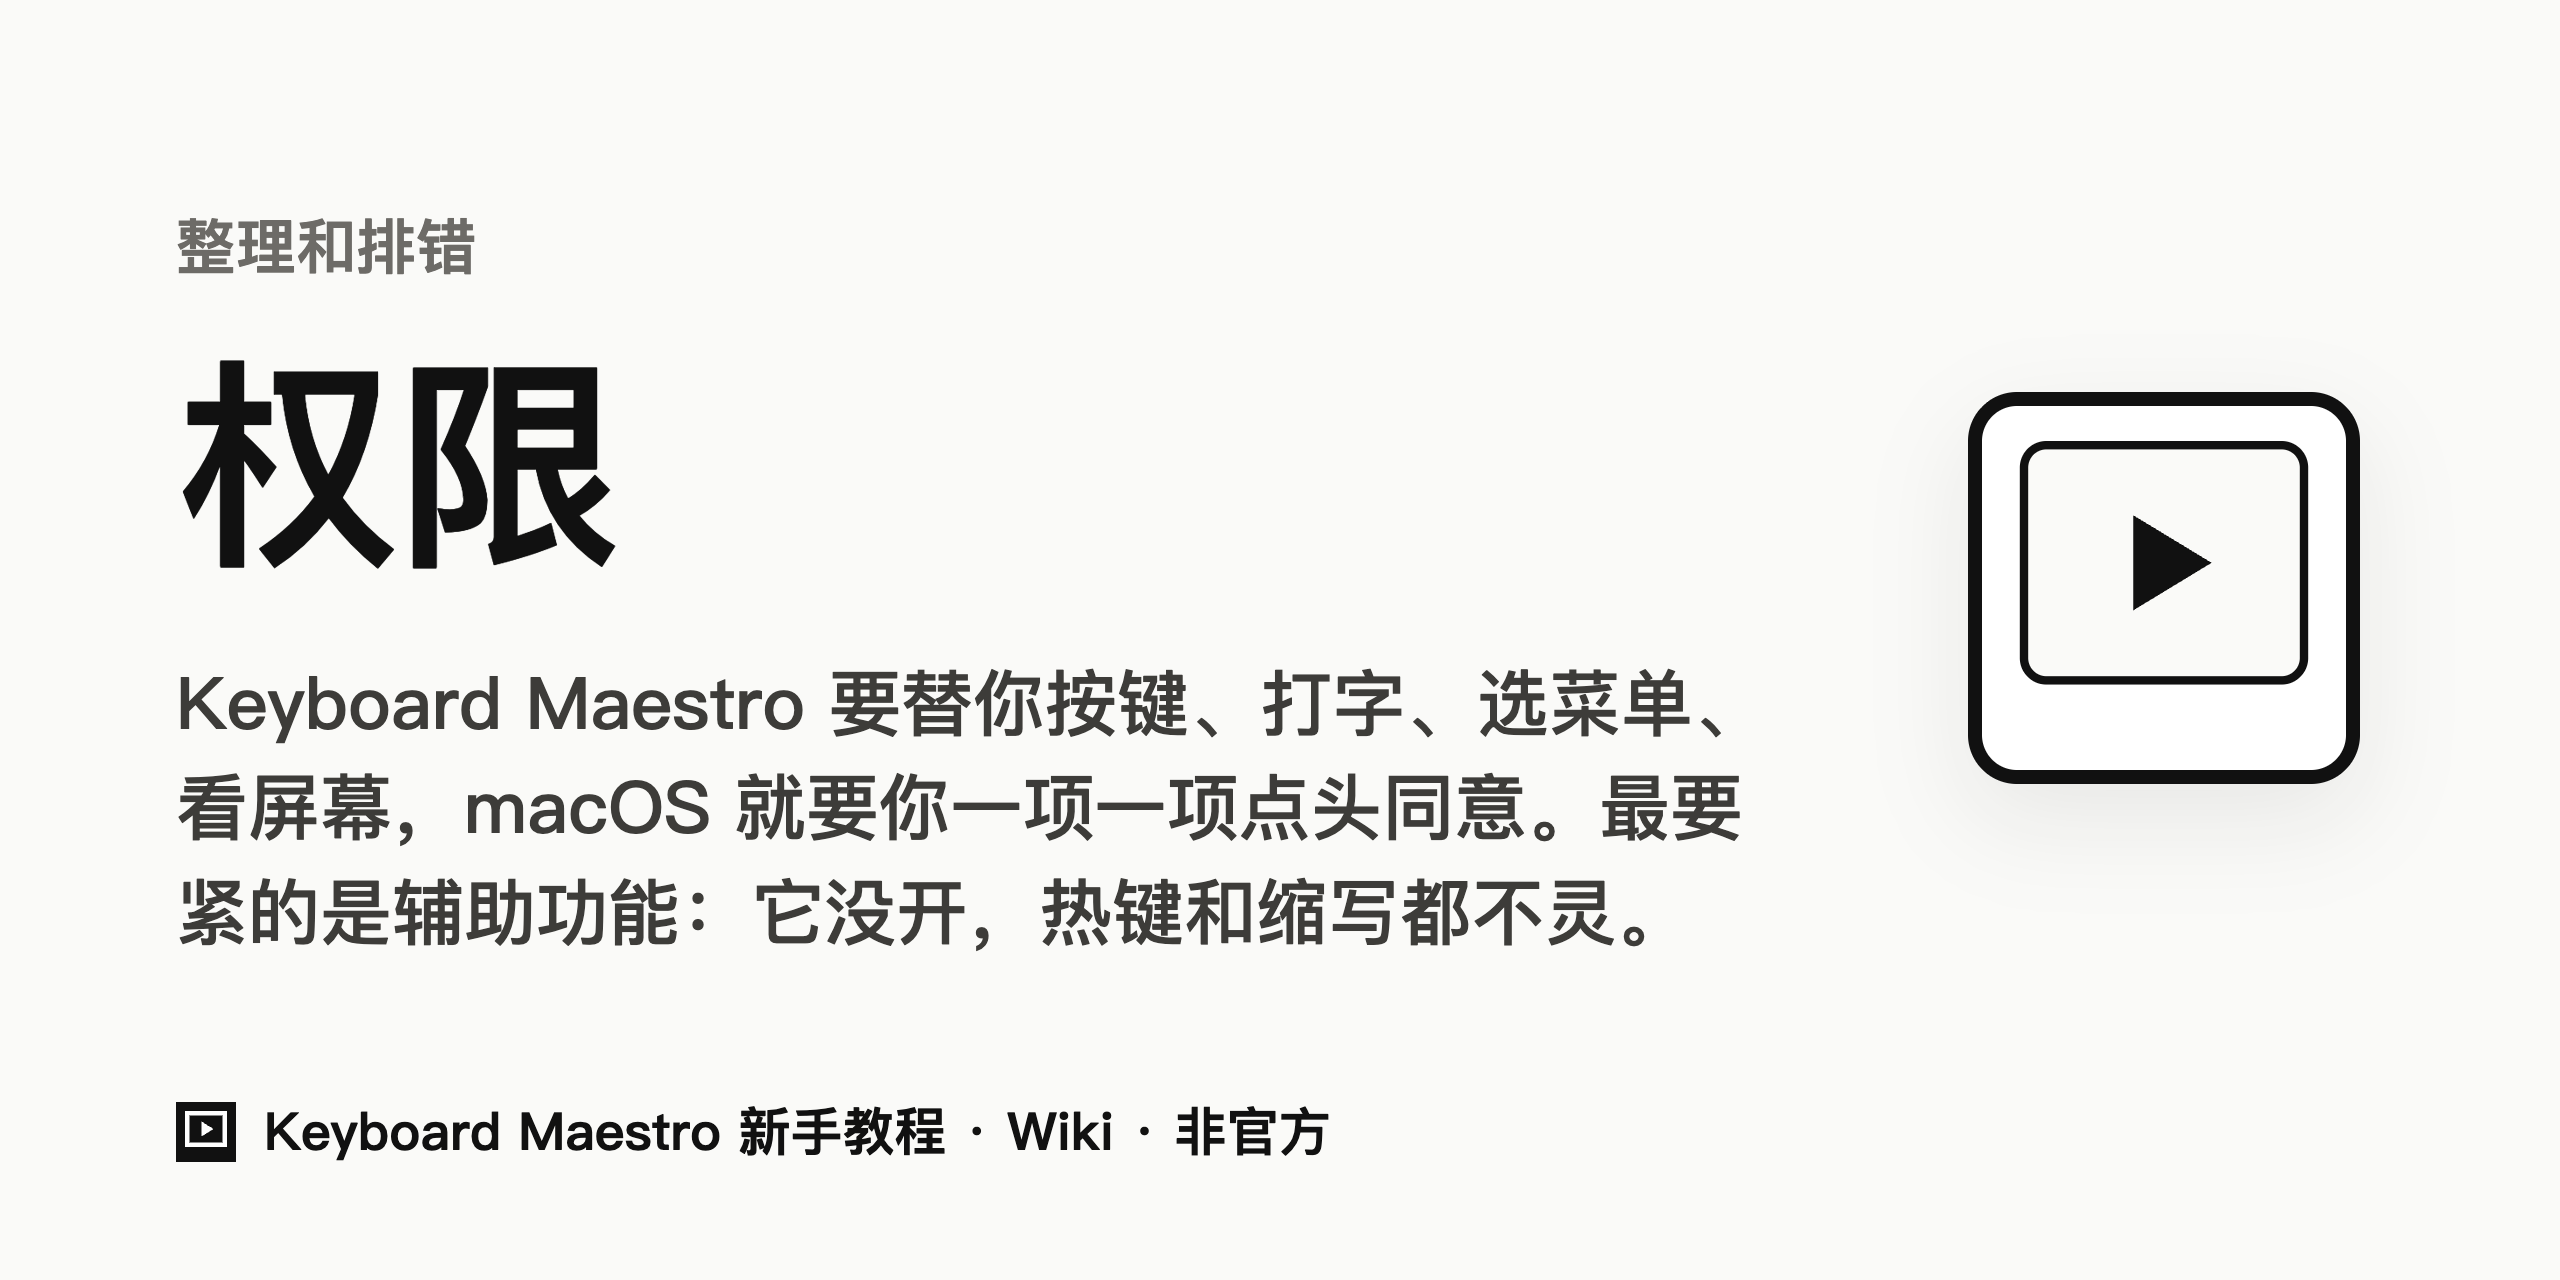 整理和排错
权限
Keyboard Maestro 要替你按键、打字、选菜单、
看屏幕，macOS 就要你一项一项点头同意。最要
紧的是辅助功能：它没开，热键和缩写都不灵。
Keyboard Maestro 新手教程 · Wiki · 非官方